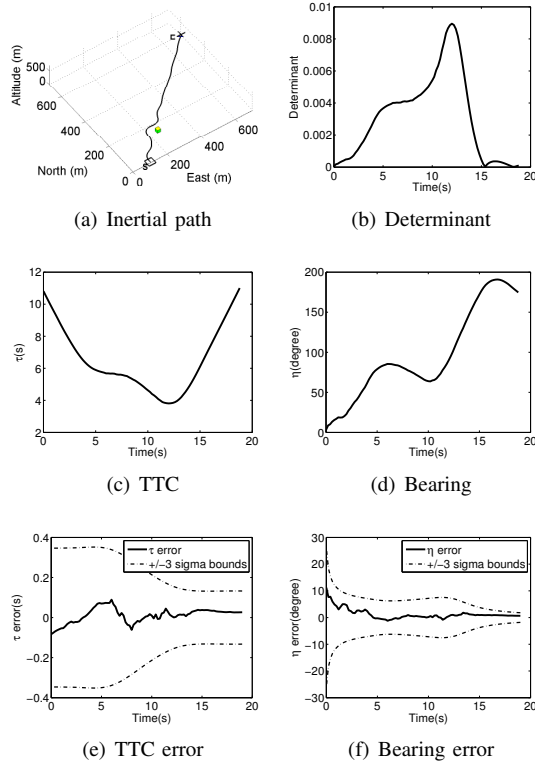 500
0
Altitude (m)
600
400
200
0
North (m)
0
200
400
600
East (m)
S
E
(a) Inertial path
0.01
0.008
0.006
0.004
0.002
0
Determinant
0 5 10 15 20
Time(s)
(b) Determinant
12
10
8
6
4
2
τ(s)
0 5 10 15 20
Time(s)
(c) TTC
200
150
100
50
0
η(degree)
0 5 10 15 20
Time(s)
(d) Bearing
0.4
0.2
0
−0.2
−0.4
τ error(s)
τ error
+/−3 sigma bounds
0 5 10 15 20
Time(s)
(e) TTC error
30
20
10
0
−10
−20
−30
η error(degree)
η error
+/−3 sigma bounds
0 5 10 15 20
Time(s)
(f) Bearing error